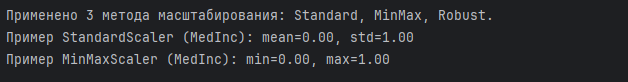 Применено 3 метода масштабирования: Standard, MinMax, Robust.
Пример StandardScaler (MedInc): mean=0.00, std=1.00
Пример MinMaxScaler (MedInc): min=0.00, max=1.00